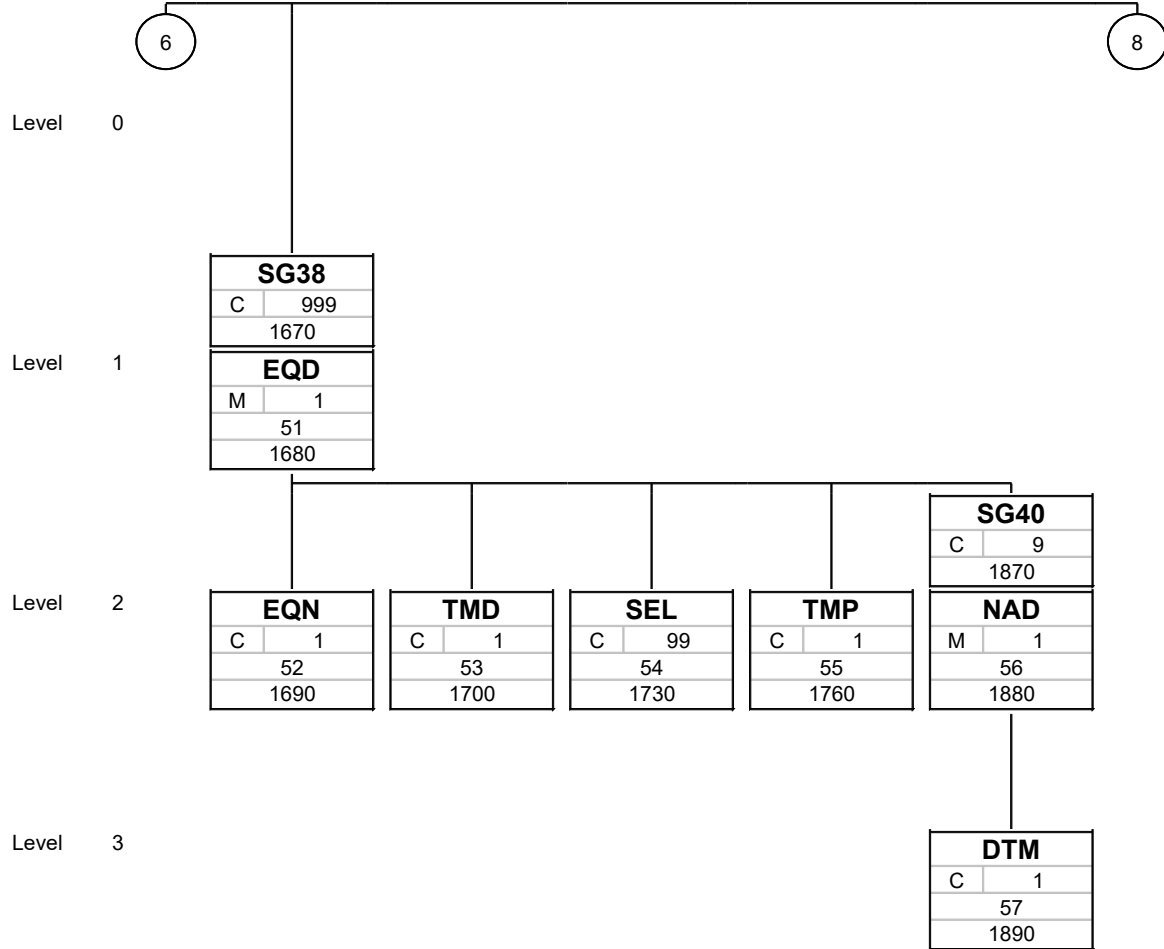 6 8
Level 0
SG38
C 999
1670
Level 1
EQD
M 1
51
1680
SG40
C 9
1870
Level 2
EQN TMD SEL TMP NAD
C 1 C 1 C 99 C 1 M 1
52 53 54 55 56
1690 1700 1730 1760 1880
Level 3
DTM
C 1
57
1890